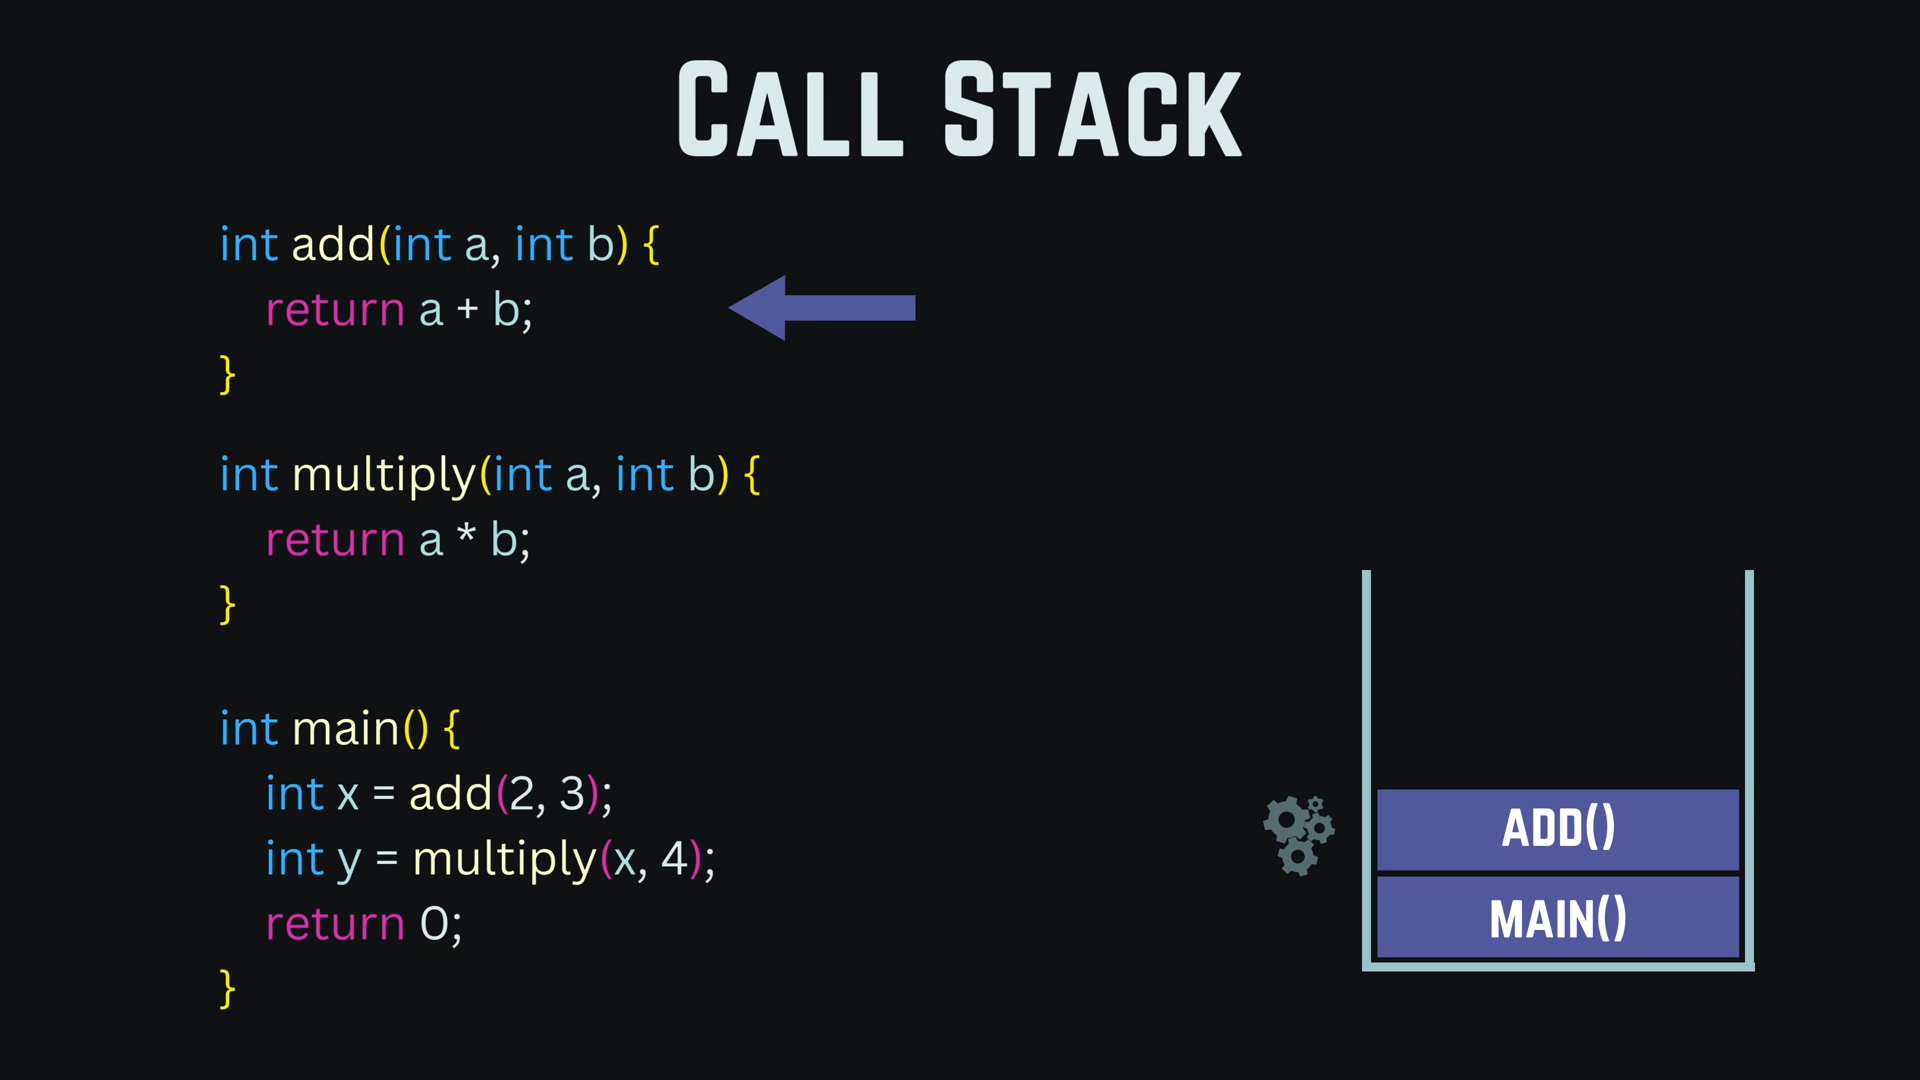 CALL STACK
int add(int a, int b) {
return a + b;
}
int multiply(int a, int b) {
return a * b;
}
int main() {
int x = add(2, 3);
int y = multiply(x, 4);
return 0;
}
ADD()
MAIN()